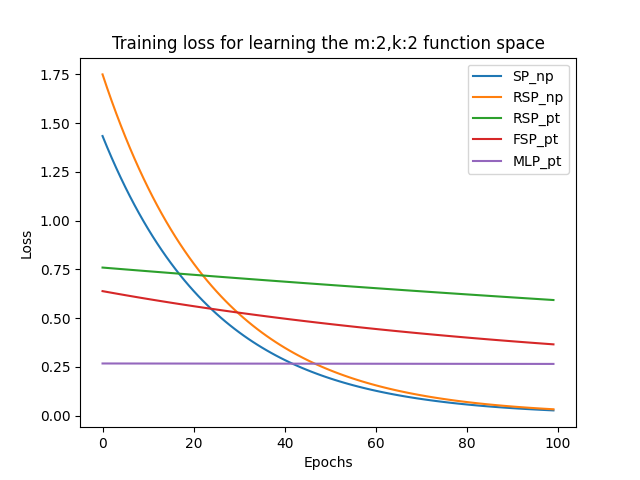 Training loss for learning the m:2,k:2 function space
SP_np
RSP_np
RSP_pt
FSP_pt
MLP_pt
Loss
1.75
1.50
1.25
1.00
0.75
0.50
0.25
0.00
0
20
40
60
80
100
Epochs